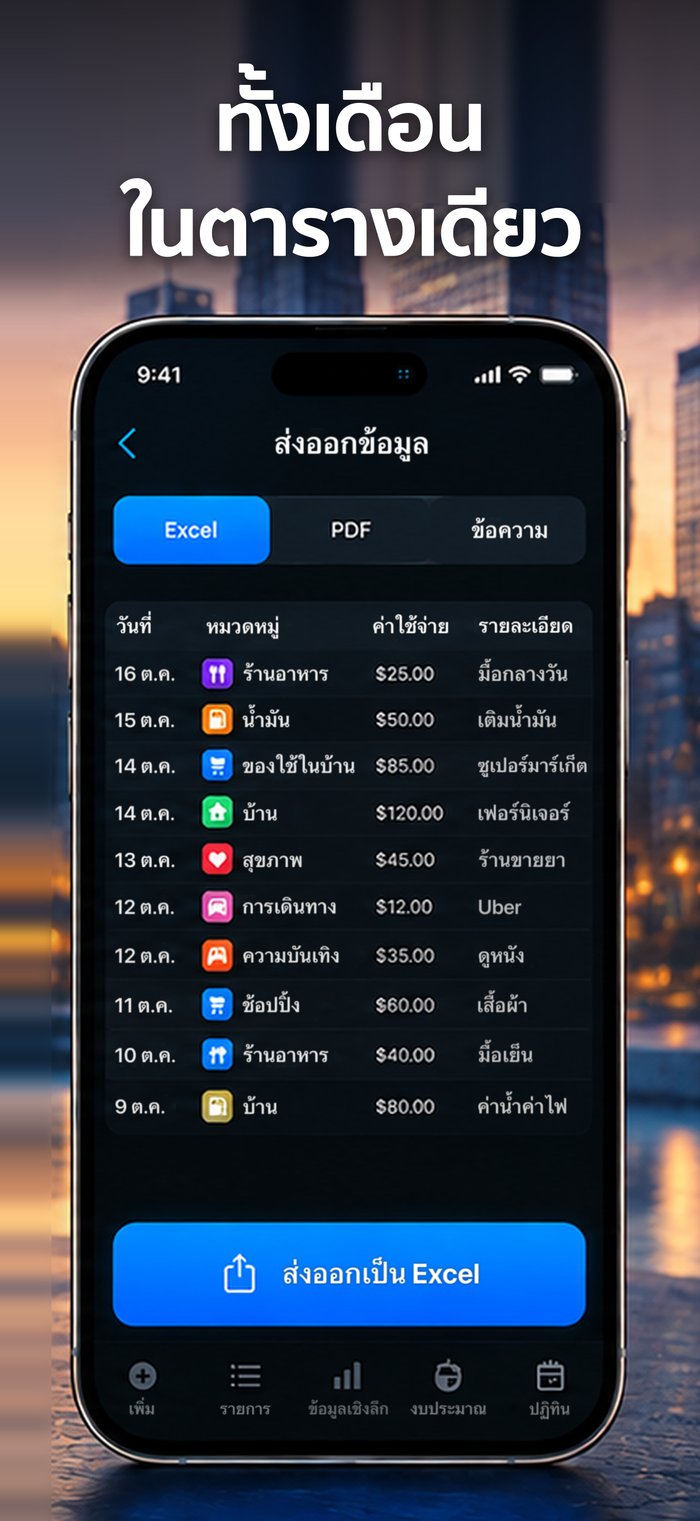 ทั้งเดือน
ในตารางเดียว
9:41
ส่งออกข้อมูล
Excel PDF ข้อความ
วันที่ หมวดหมู่ ค่าใช้จ่าย รายละเอียด
16 ต.ค. ร้านอาหาร $25.00 มื้อกลางวัน
15 ต.ค. น้ำมัน $50.00 เติมน้ำมัน
14 ต.ค. ของใช้ในบ้าน $85.00 ซูเปอร์มาร์เก็ต
14 ต.ค. บ้าน $120.00 เฟอร์นิเจอร์
13 ต.ค. สุขภาพ $45.00 ร้านขายยา
12 ต.ค. การเดินทาง $12.00 Uber
12 ต.ค. ความบันเทิง $35.00 ดูหนัง
11 ต.ค. ช้อปปิ้ง $60.00 เสื้อผ้า
10 ต.ค. ร้านอาหาร $40.00 มื้อเย็น
9 ต.ค. บ้าน $80.00 ค่าน้ำค่าไฟ
ส่งออกเป็น Excel
เพิ่ม รายการ ข้อมูลเชิงลึก งบประมาณ ปฏิทิน